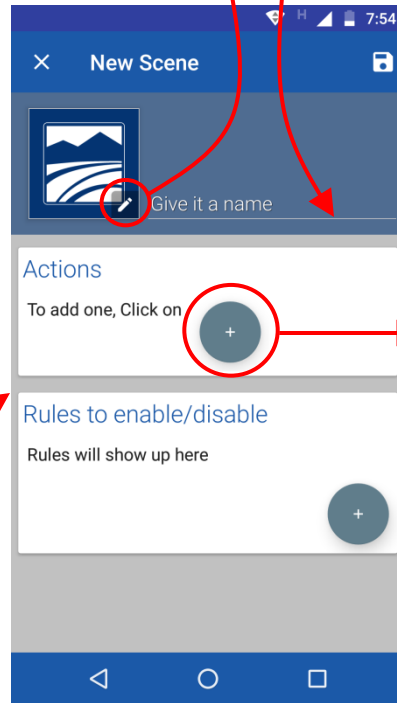 H 7:54
New Scene
Give it a name
Actions
To add one, Click on
+
Rules to enable/disable
Rules will show up here
+